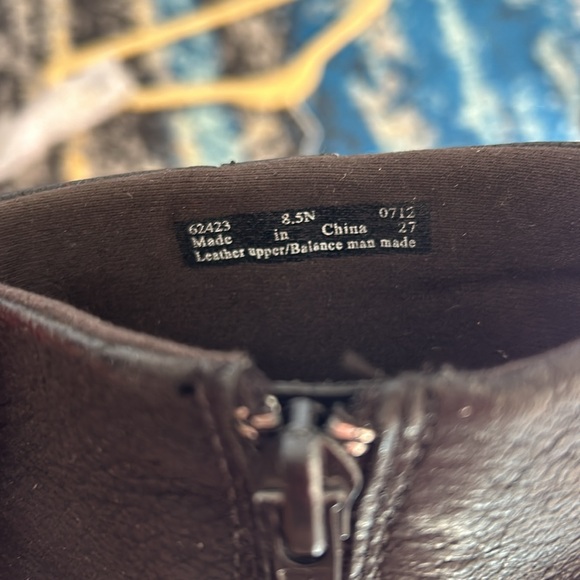 62423 8.5N 0712
Made in China 27
Leather upper/Balance man made